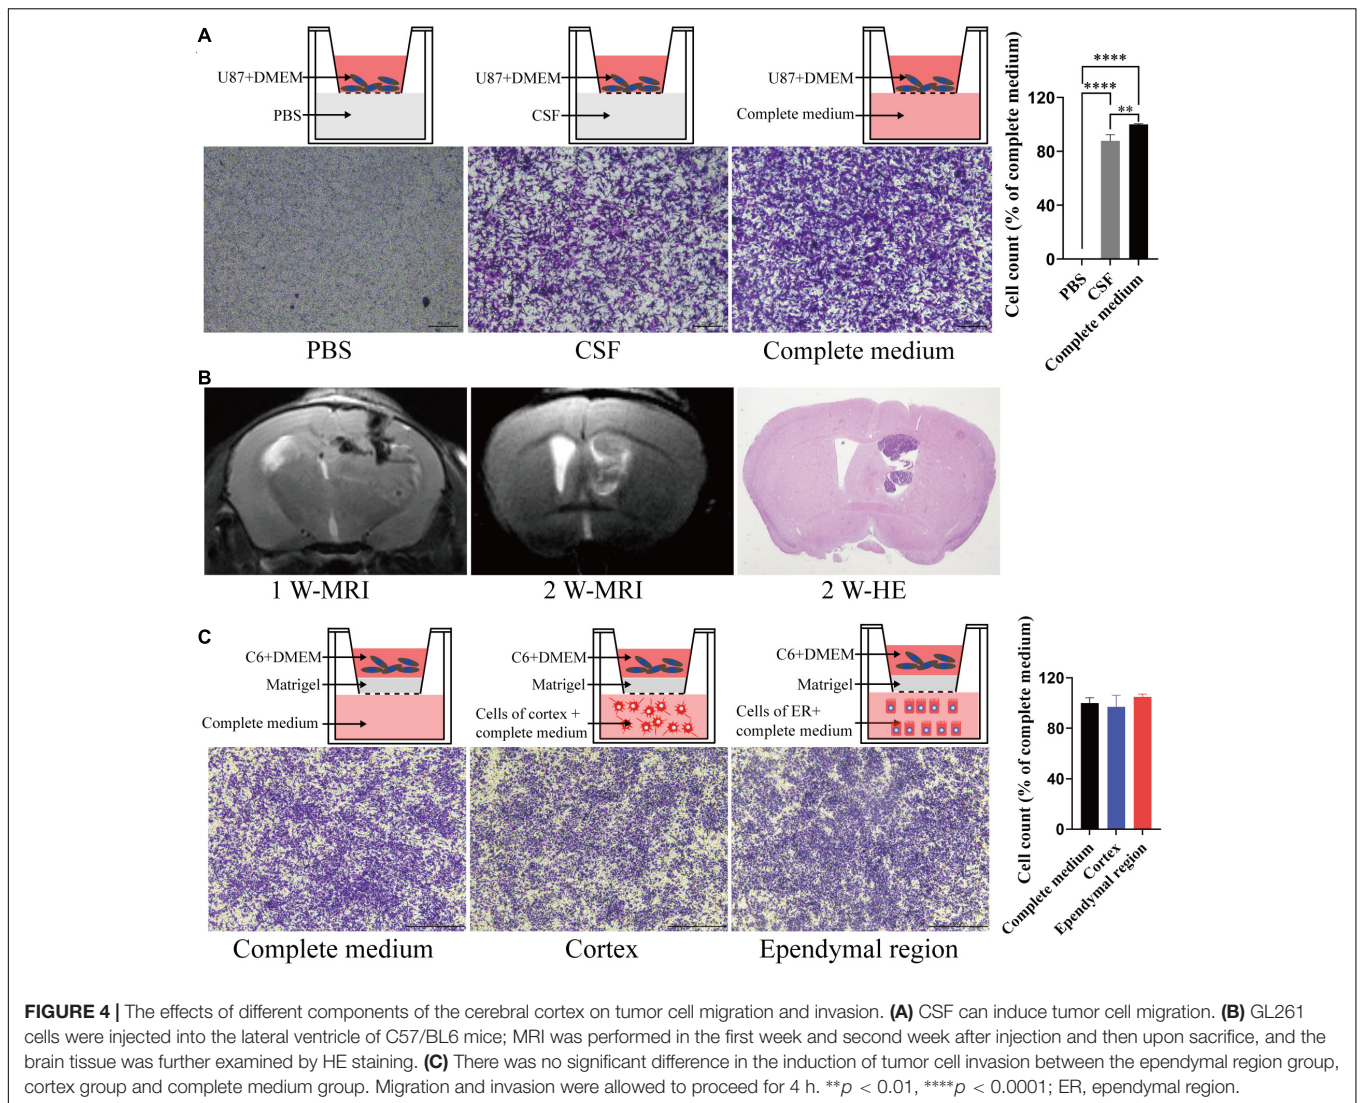 A
U87+DMEM
PBS
U87+DMEM
CSF
U87+DMEM
Complete medium
PBS
CSF
Complete medium
Cell count (% of complete medium)
120
80
40
0
****
****
**
PBS
CSF
Complete medium
B
1 W-MRI
2 W-MRI
2 W-HE
C
C6+DMEM
Matrigel
Complete medium
C6+DMEM
Matrigel
Cells of cortex +
complete medium
C6+DMEM
Matrigel
Cells of ER+
complete medium
Complete medium
Cortex
Ependymal region
Cell count (% of complete medium)
120
80
40
0
Complete medium
Cortex
Ependymal region
FIGURE 4 | The effects of different components of the cerebral cortex on tumor cell migration and invasion. (A) CSF can induce tumor cell migration. (B) GL261
cells were injected into the lateral ventricle of C57/BL6 mice; MRI was performed in the first week and second week after injection and then upon sacrifice, and the
brain tissue was further examined by HE staining. (C) There was no significant difference in the induction of tumor cell invasion between the ependymal region group,
cortex group and complete medium group. Migration and invasion were allowed to proceed for 4 h. **p < 0.01, ****p < 0.0001; ER, ependymal region.